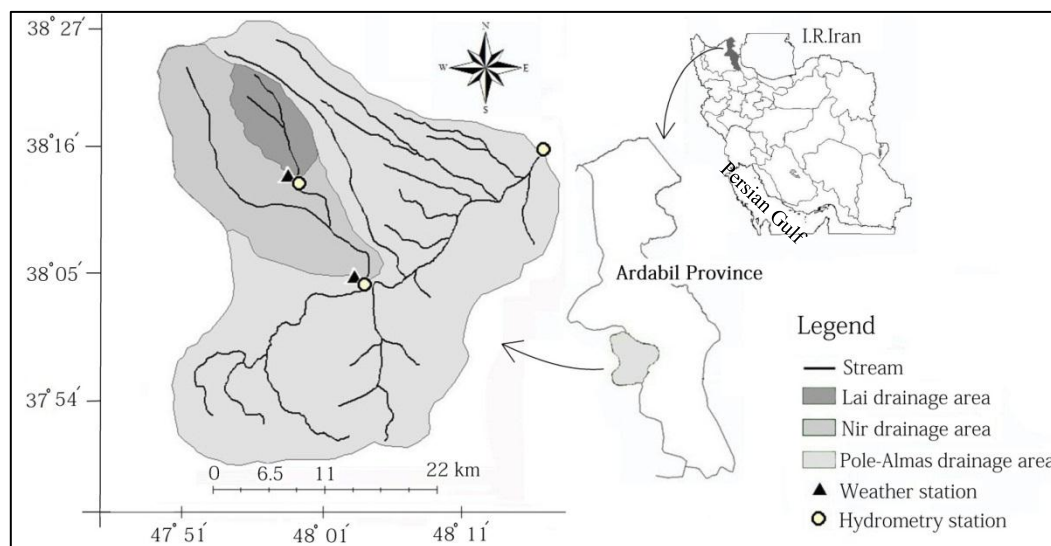 38° 27′
38° 16′
38° 05′
37° 54′
47° 51′
48° 01′
48° 11′
N
W
E
S
0 6.5 11 22 km
I.R.Iran
Persian Gulf
Ardabil Province
Legend
Stream
Lai drainage area
Nir drainage area
Pole-Almas drainage area
Weather station
Hydrometry station